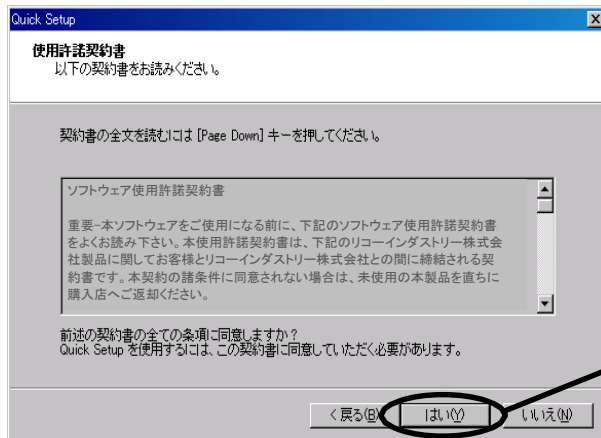 Quick Setup
使用許諾契約書
以下の契約書をお読みください。
契約書の全文を読むには [Page Down] キーを押してください。
ソフトウェア使用許諾契約書
重要−本ソフトウェアをご使用になる前に、下記のソフトウェア使用許諾契約書
をよくお読み下さい。本使用許諾契約書は、下記のリコーインダストリー株式会
社製品に関してお客様とリコーインダストリー株式会社との間に締結される契
約書です。本契約の諸条件に同意されない場合は、未使用の本製品を直ちに
購入店へご返却ください。
前述の契約書の全ての条項に同意しますか？
Quick Setup を使用するには、この契約書に同意していただく必要があります。
< 戻る(B) はい(Y) いいえ(N)